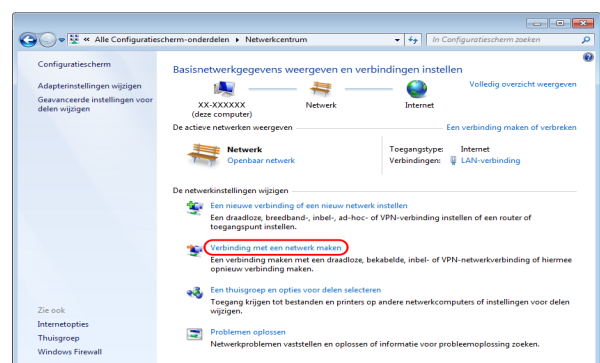 « Alle Configuratiescherm-onderdelen ▸ Netwerkcentrum
In Configuratiescherm zoeken
Configuratiescherm
Adapterinstellingen wijzigen
Geavanceerde instellingen voor
delen wijzigen
Zie ook
Internetopties
Thuisgroep
Windows Firewall
Basisnetwerkgegevens weergeven en verbindingen instellen
Volledig overzicht weergeven
XX-XXXXXX
(deze computer)
Netwerk
Internet
De actieve netwerken weergeven
Een verbinding maken of verbreken
Netwerk
Openbaar netwerk
Toegangstype: Internet
Verbindingen: LAN-verbinding
De netwerkinstellingen wijzigen
Een nieuwe verbinding of een nieuw netwerk instellen
Een draadloze, breedband-, inbel-, ad-hoc- of VPN-verbinding instellen of een router of
toegangspunt instellen.
Verbinding met een netwerk maken
Een verbinding maken met een draadloze, bekabelde, inbel- of VPN-netwerkverbinding of hiermee
opnieuw verbinding maken.
Een thuisgroep en opties voor delen selecteren
Toegang krijgen tot bestanden en printers op andere netwerkcomputers of instellingen voor delen
wijzigen.
Problemen oplossen
Netwerkproblemen vaststellen en oplossen of informatie voor probleemoplossing zoeken.